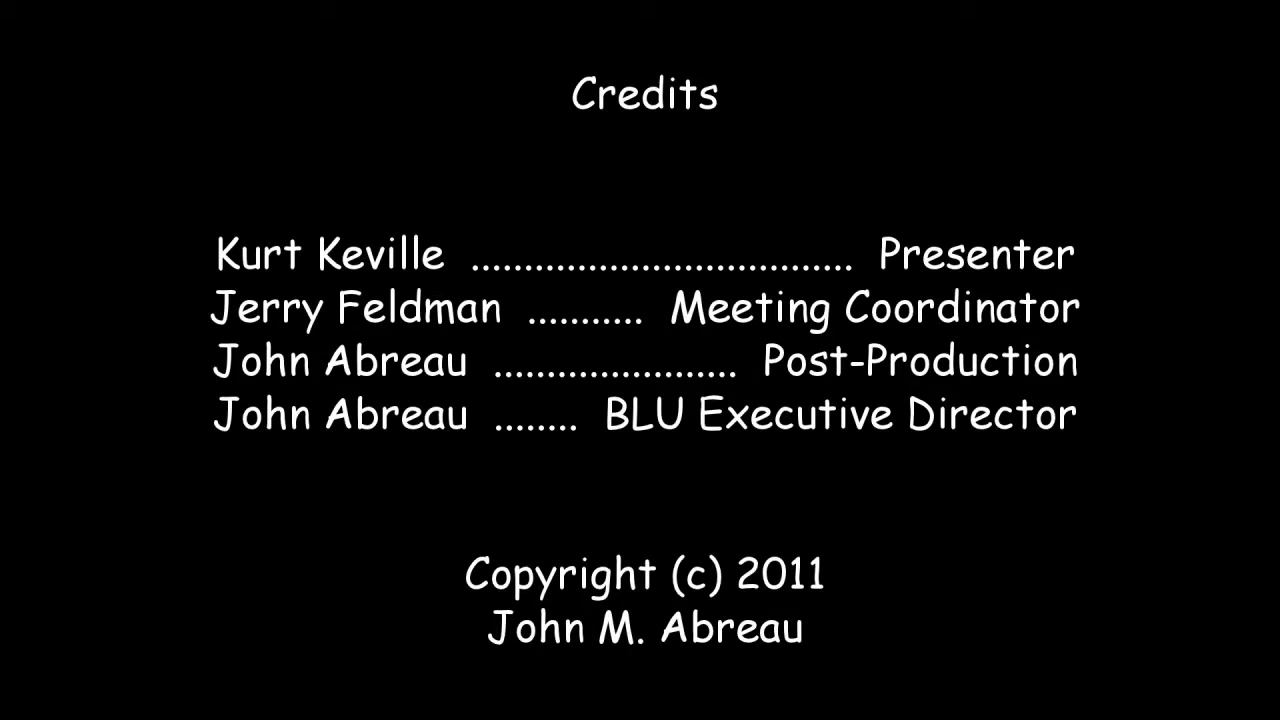 Credits
Kurt Keville .................................... Presenter
Jerry Feldman ........... Meeting Coordinator
John Abreau ....................... Post-Production
John Abreau ........ BLU Executive Director
Copyright (c) 2011
John M. Abreau